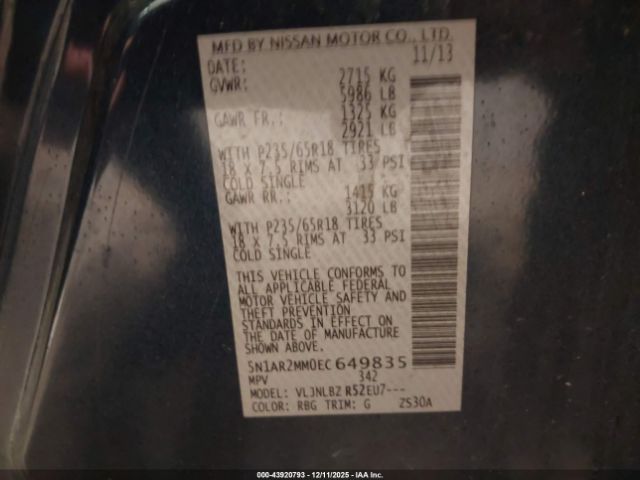 MFD BY NISSAN MOTOR CO., LTD.
DATE: 11/13
GVWR: 2715 KG
5986 LB
GAWR FR.: 1325 KG
2921 LB
WITH P235/65R18 TIRES
18 X 7.5 RIMS AT 33 PSI
COLD SINGLE
GAWR RR.: 1415 KG
3120 LB
WITH P235/65R18 TIRES
18 X 7.5 RIMS AT 33 PSI
COLD SINGLE
THIS VEHICLE CONFORMS TO
ALL APPLICABLE FEDERAL
MOTOR VEHICLE SAFETY AND
THEFT PREVENTION
STANDARDS IN EFFECT ON
THE DATE OF MANUFACTURE
SHOWN ABOVE.
5N1AR2MM0EC 649835
MPV 342
MODEL: VLJNLBZ R52EU7---
COLOR: RBG TRIM: G ZS30A
000-43920793 - 12/11/2025 - IAA Inc.